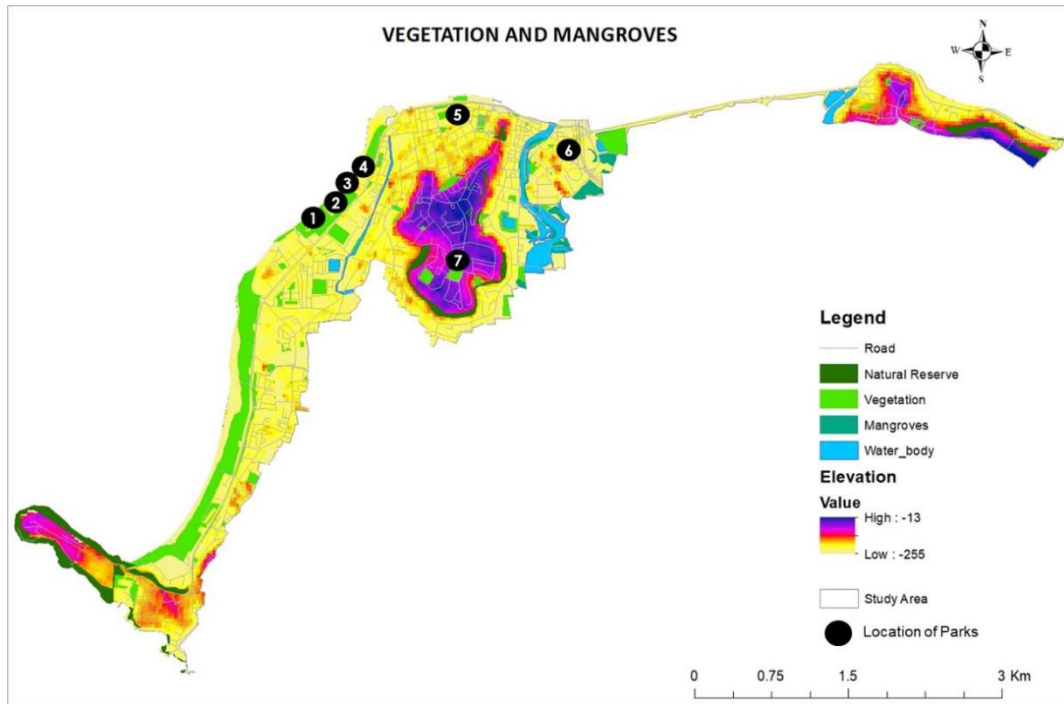 VEGETATION AND MANGROVES
N
W E
S
5
6
4
3
2
1
7
Legend
Road
Natural Reserve
Vegetation
Mangroves
Water_body
Elevation
Value
High : -13
Low : -255
Study Area
Location of Parks
0 0.75 1.5 3 Km